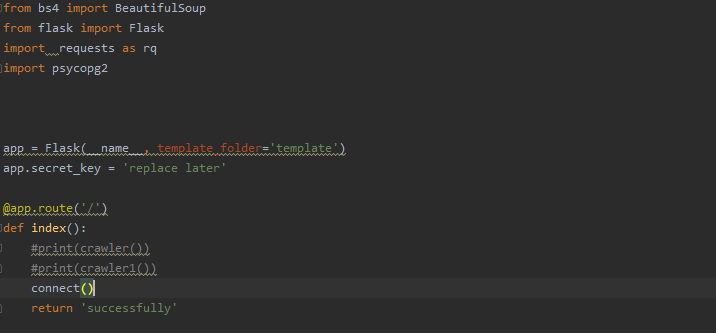 from bs4 import BeautifulSoup
from flask import Flask
import  requests as rq
import psycopg2
app = Flask(__name__, template_folder='template')
app.secret_key = 'replace later'
@app.route('/')
def index():
    #print(crawler())
    #print(crawler1())
    connect()
    return 'successfully'